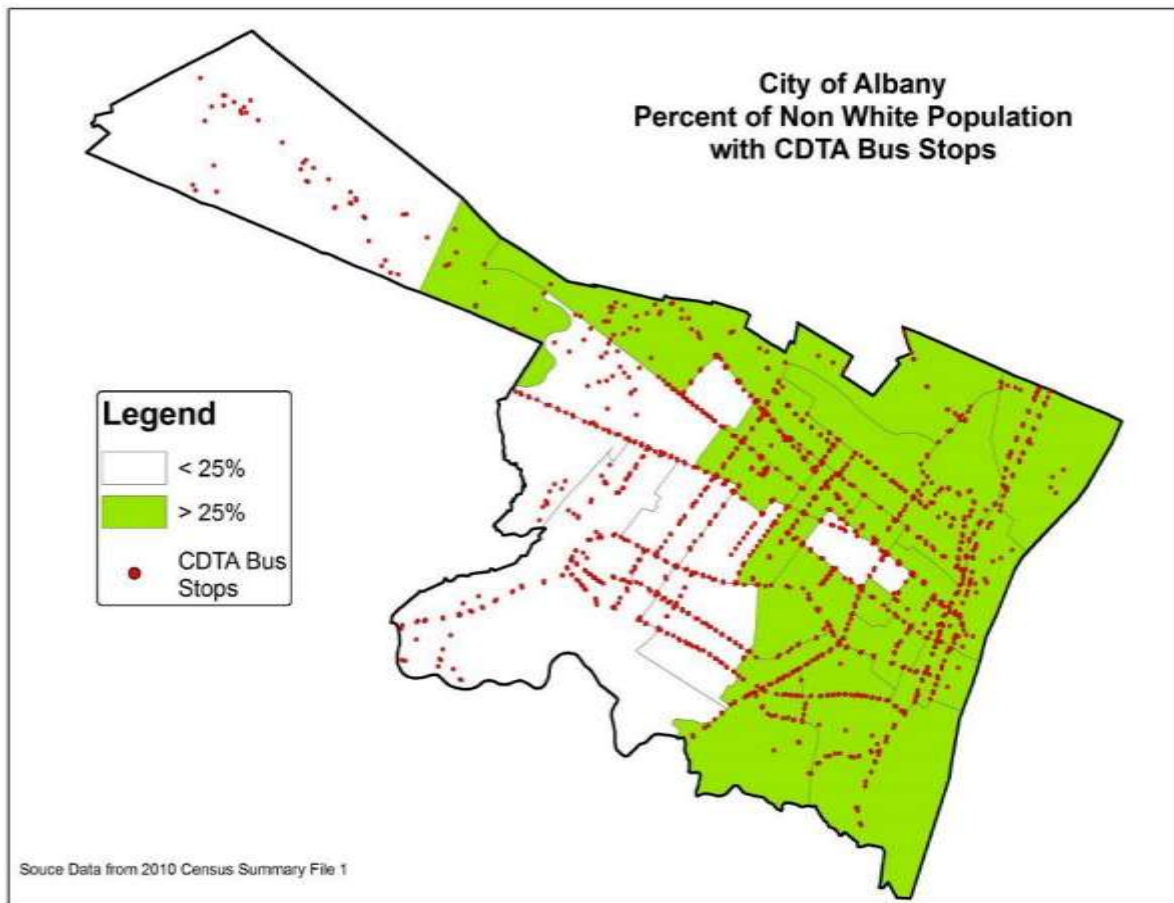 City of Albany
Percent of Non White Population
with CDTA Bus Stops
Legend
< 25%
> 25%
CDTA Bus
Stops
Souce Data from 2010 Census Summary File 1